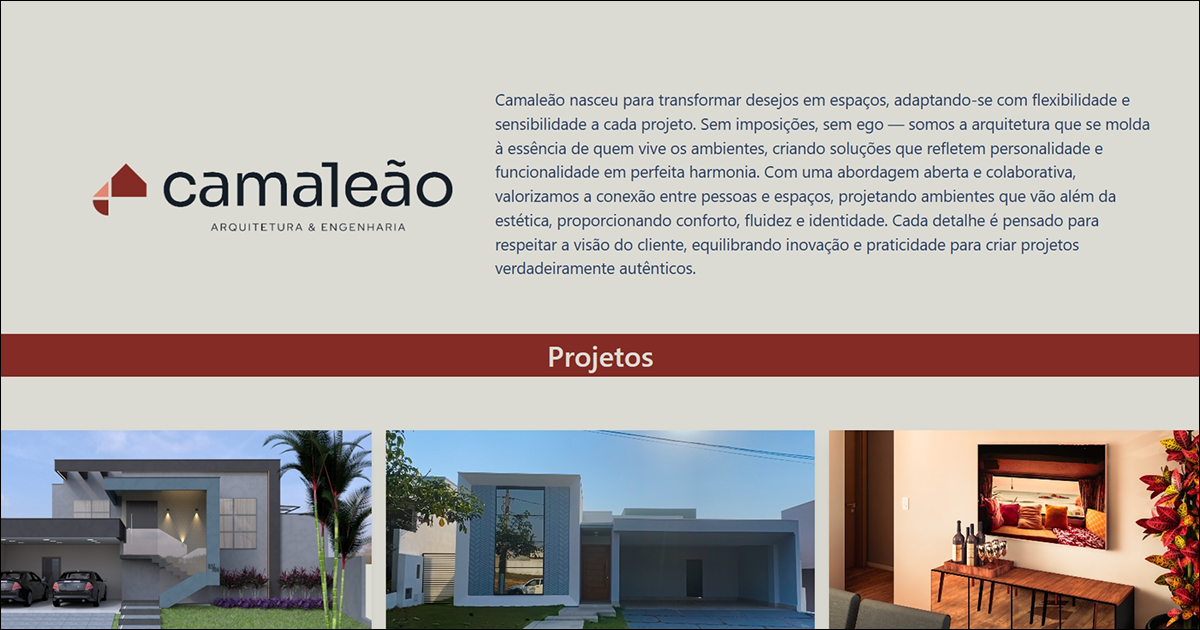 camaleão
ARQUITETURA & ENGENHARIA
Camaleão nasceu para transformar desejos em espaços, adaptando-se com flexibilidade e
sensibilidade a cada projeto. Sem imposições, sem ego — somos a arquitetura que se molda
à essência de quem vive os ambientes, criando soluções que refletem personalidade e
funcionalidade em perfeita harmonia. Com uma abordagem aberta e colaborativa,
valorizamos a conexão entre pessoas e espaços, projetando ambientes que vão além da
estética, proporcionando conforto, fluidez e identidade. Cada detalhe é pensado para
respeitar a visão do cliente, equilibrando inovação e praticidade para criar projetos
verdadeiramente autênticos.
Projetos